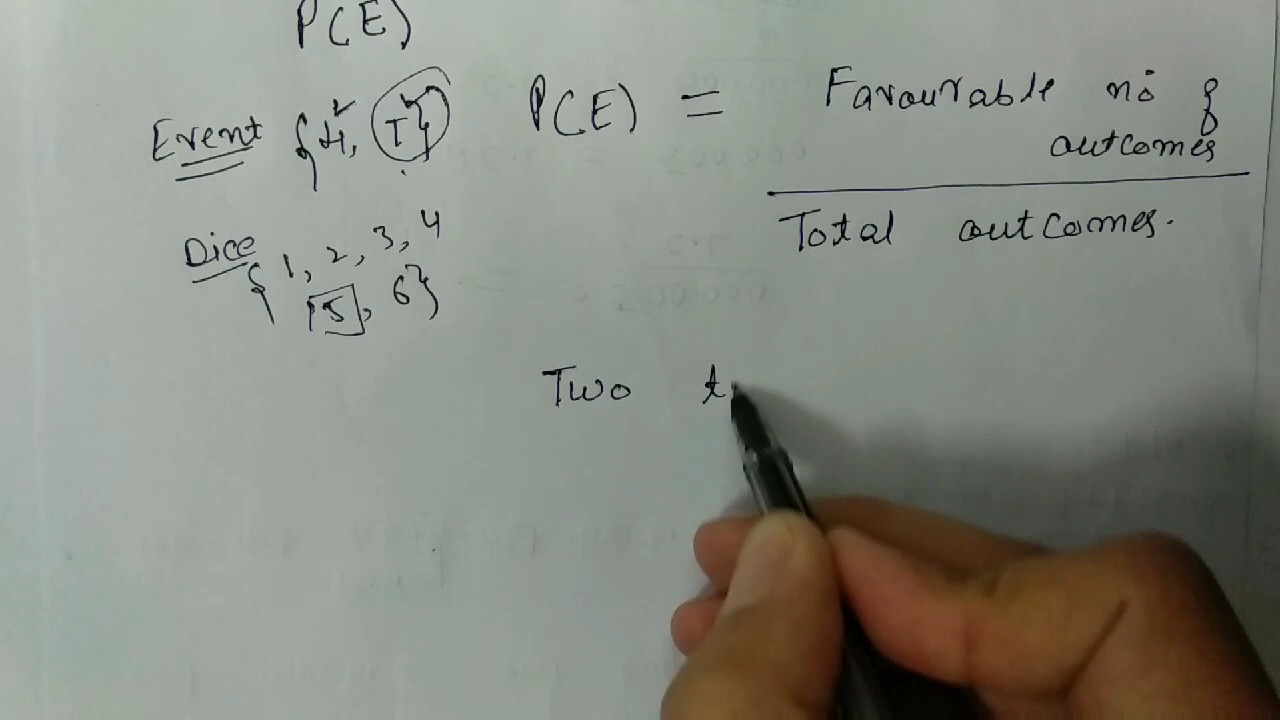 P(E)
Event {H, T}
P(E) = Favourable no of
outcomes
Total outcomes.
Dice
{1, 2, 3, 4
5, 6}
Two t